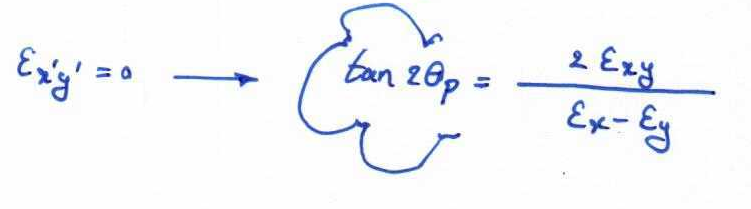 εx'y' = 0 → tan 2θp = 2 εxy / (εx - εy)